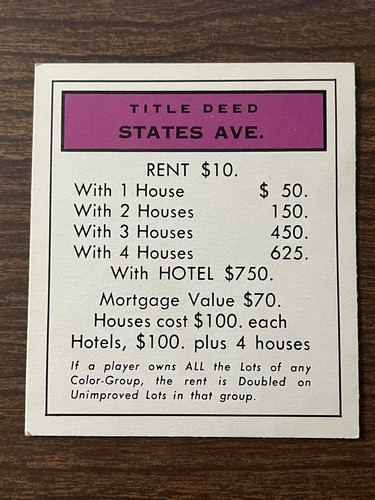 TITLE DEED
STATES AVE.
RENT $10.
With 1 House $ 50.
With 2 Houses 150.
With 3 Houses 450.
With 4 Houses 625.
With HOTEL $750.
Mortgage Value $70.
Houses cost $100. each
Hotels, $100. plus 4 houses
If a player owns ALL the Lots of any
Color-Group, the rent is Doubled on
Unimproved Lots in that group.